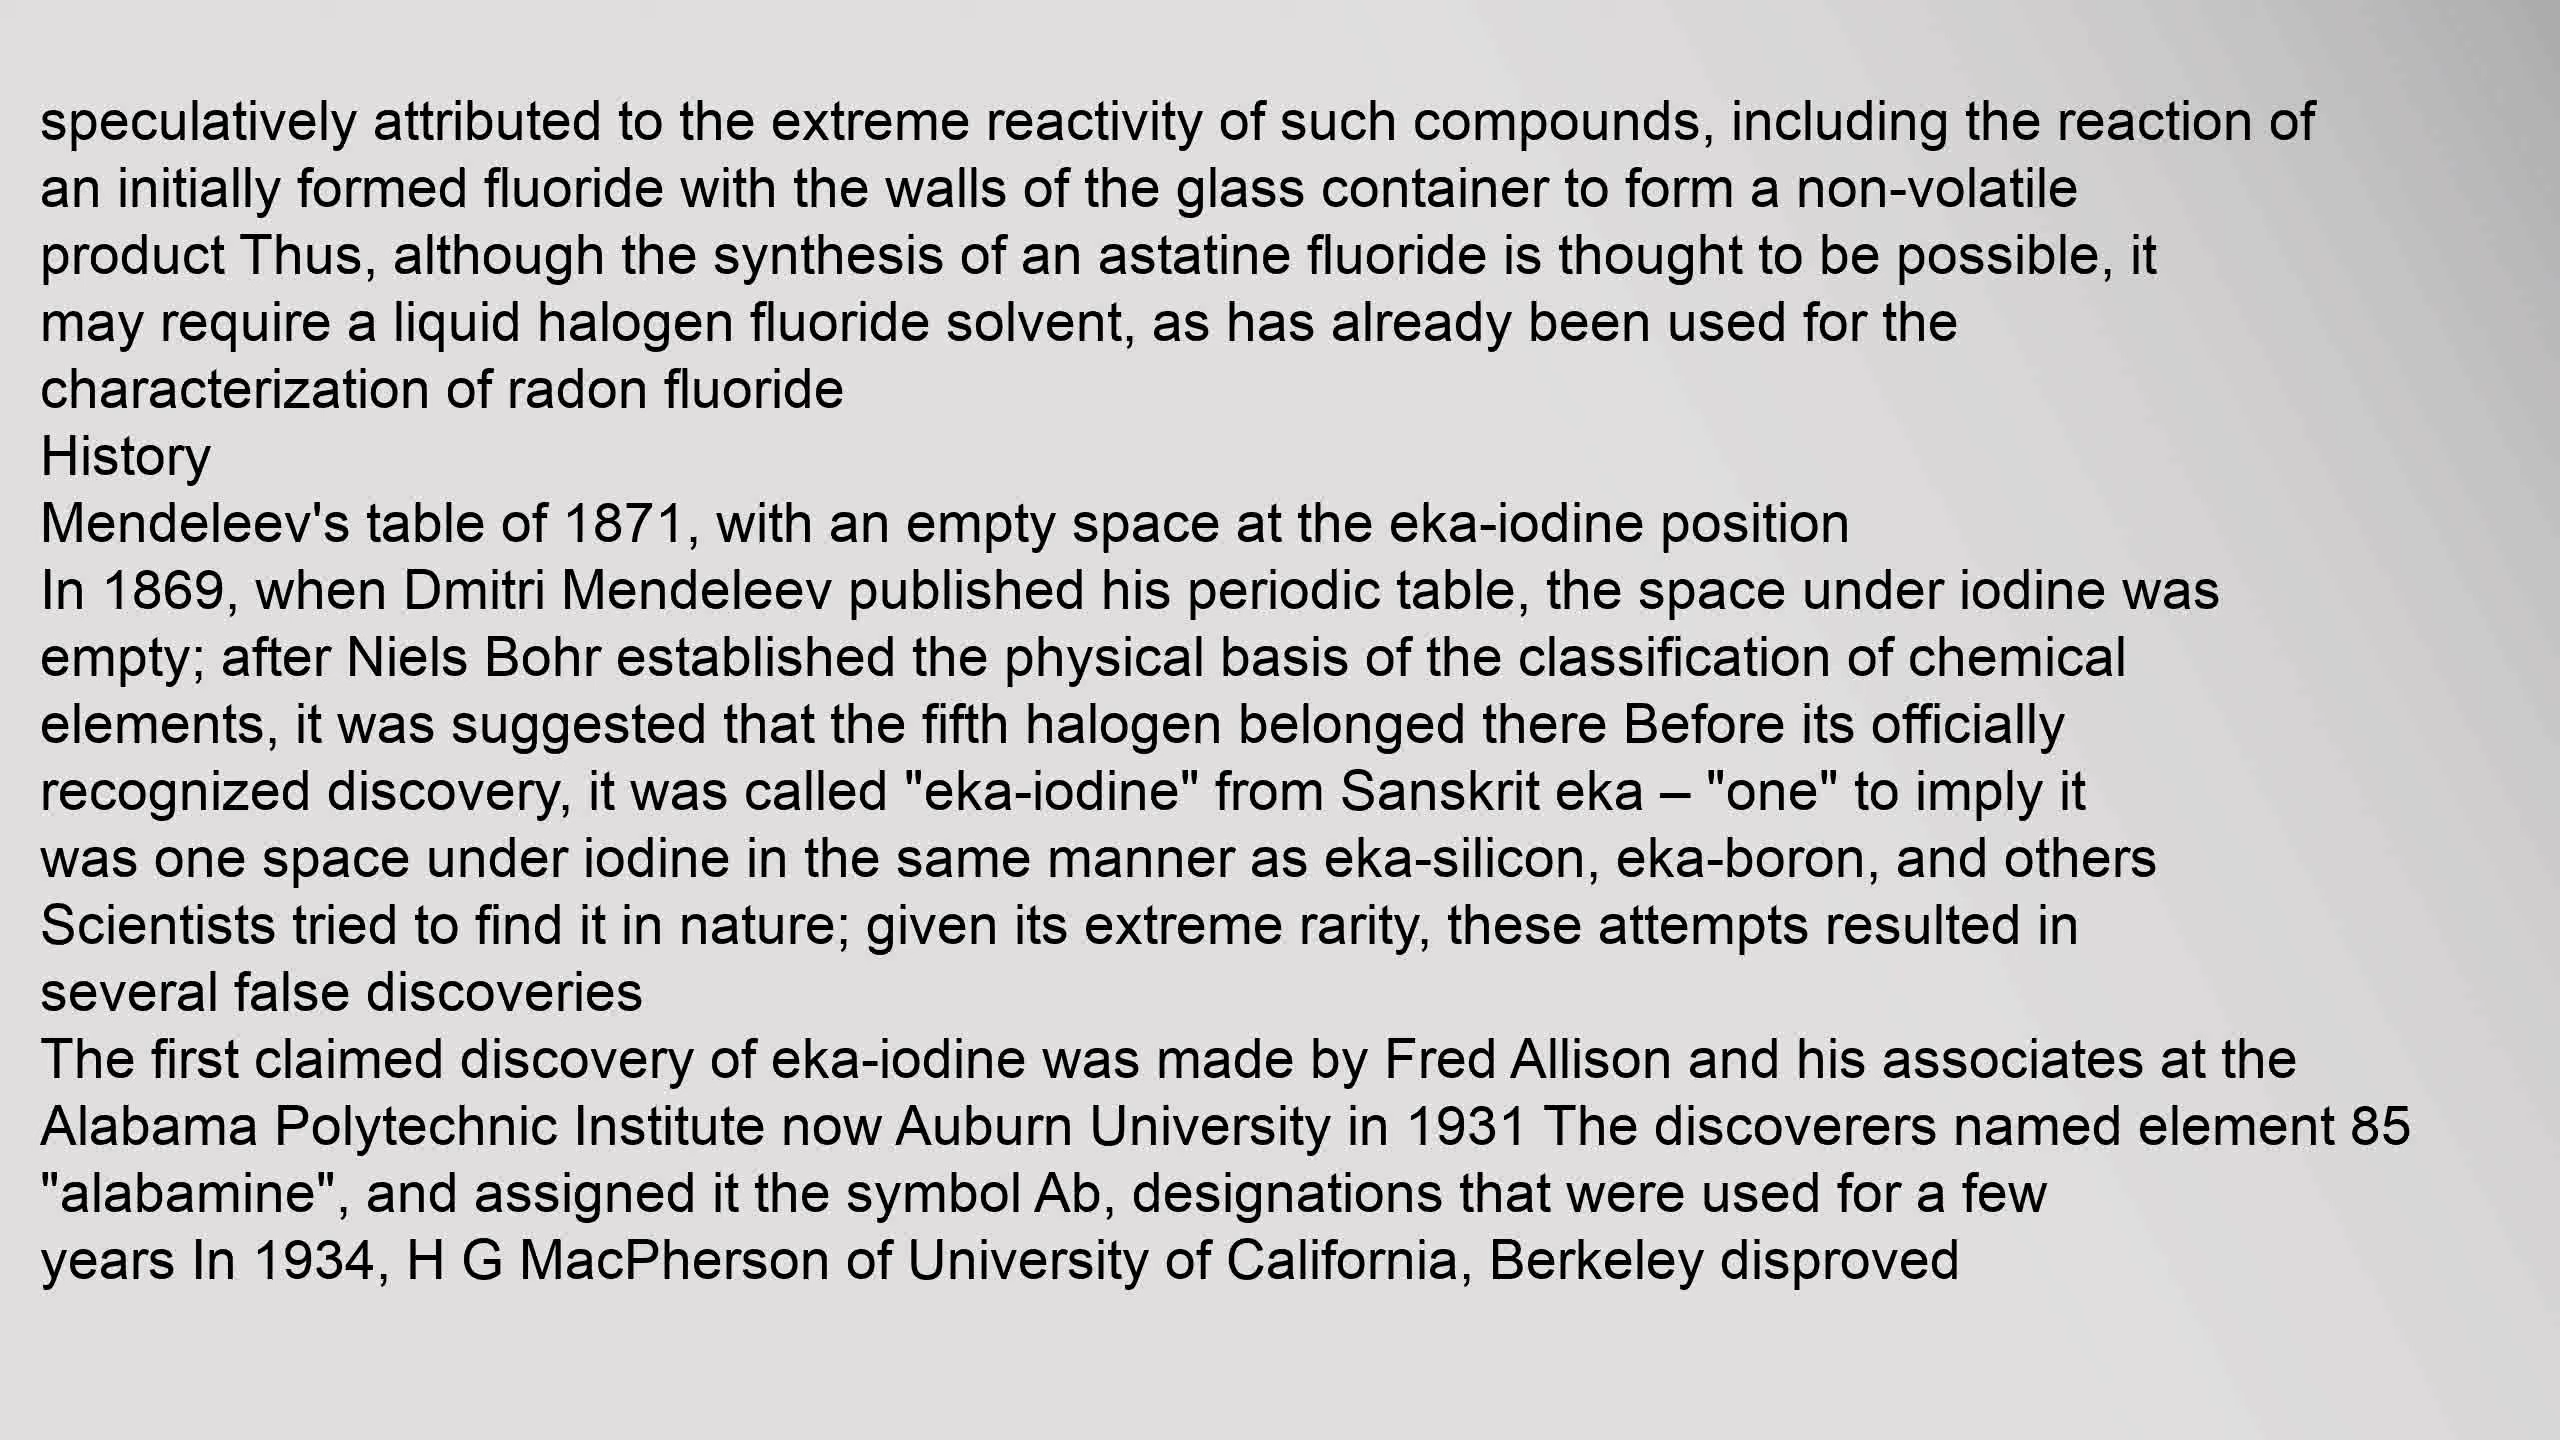 speculatively attributed to the extreme reactivity of such compounds, including the reaction of
an initially formed fluoride with the walls of the glass container to form a non-volatile
product Thus, although the synthesis of an astatine fluoride is thought to be possible, it
may require a liquid halogen fluoride solvent, as has already been used for the
characterization of radon fluoride
History
Mendeleev's table of 1871, with an empty space at the eka-iodine position
In 1869, when Dmitri Mendeleev published his periodic table, the space under iodine was
empty; after Niels Bohr established the physical basis of the classification of chemical
elements, it was suggested that the fifth halogen belonged there Before its officially
recognized discovery, it was called "eka-iodine" from Sanskrit eka – "one" to imply it
was one space under iodine in the same manner as eka-silicon, eka-boron, and others
Scientists tried to find it in nature; given its extreme rarity, these attempts resulted in
several false discoveries
The first claimed discovery of eka-iodine was made by Fred Allison and his associates at the
Alabama Polytechnic Institute now Auburn University in 1931 The discoverers named element 85
"alabamine", and assigned it the symbol Ab, designations that were used for a few
years In 1934, H G MacPherson of University of California, Berkeley disproved